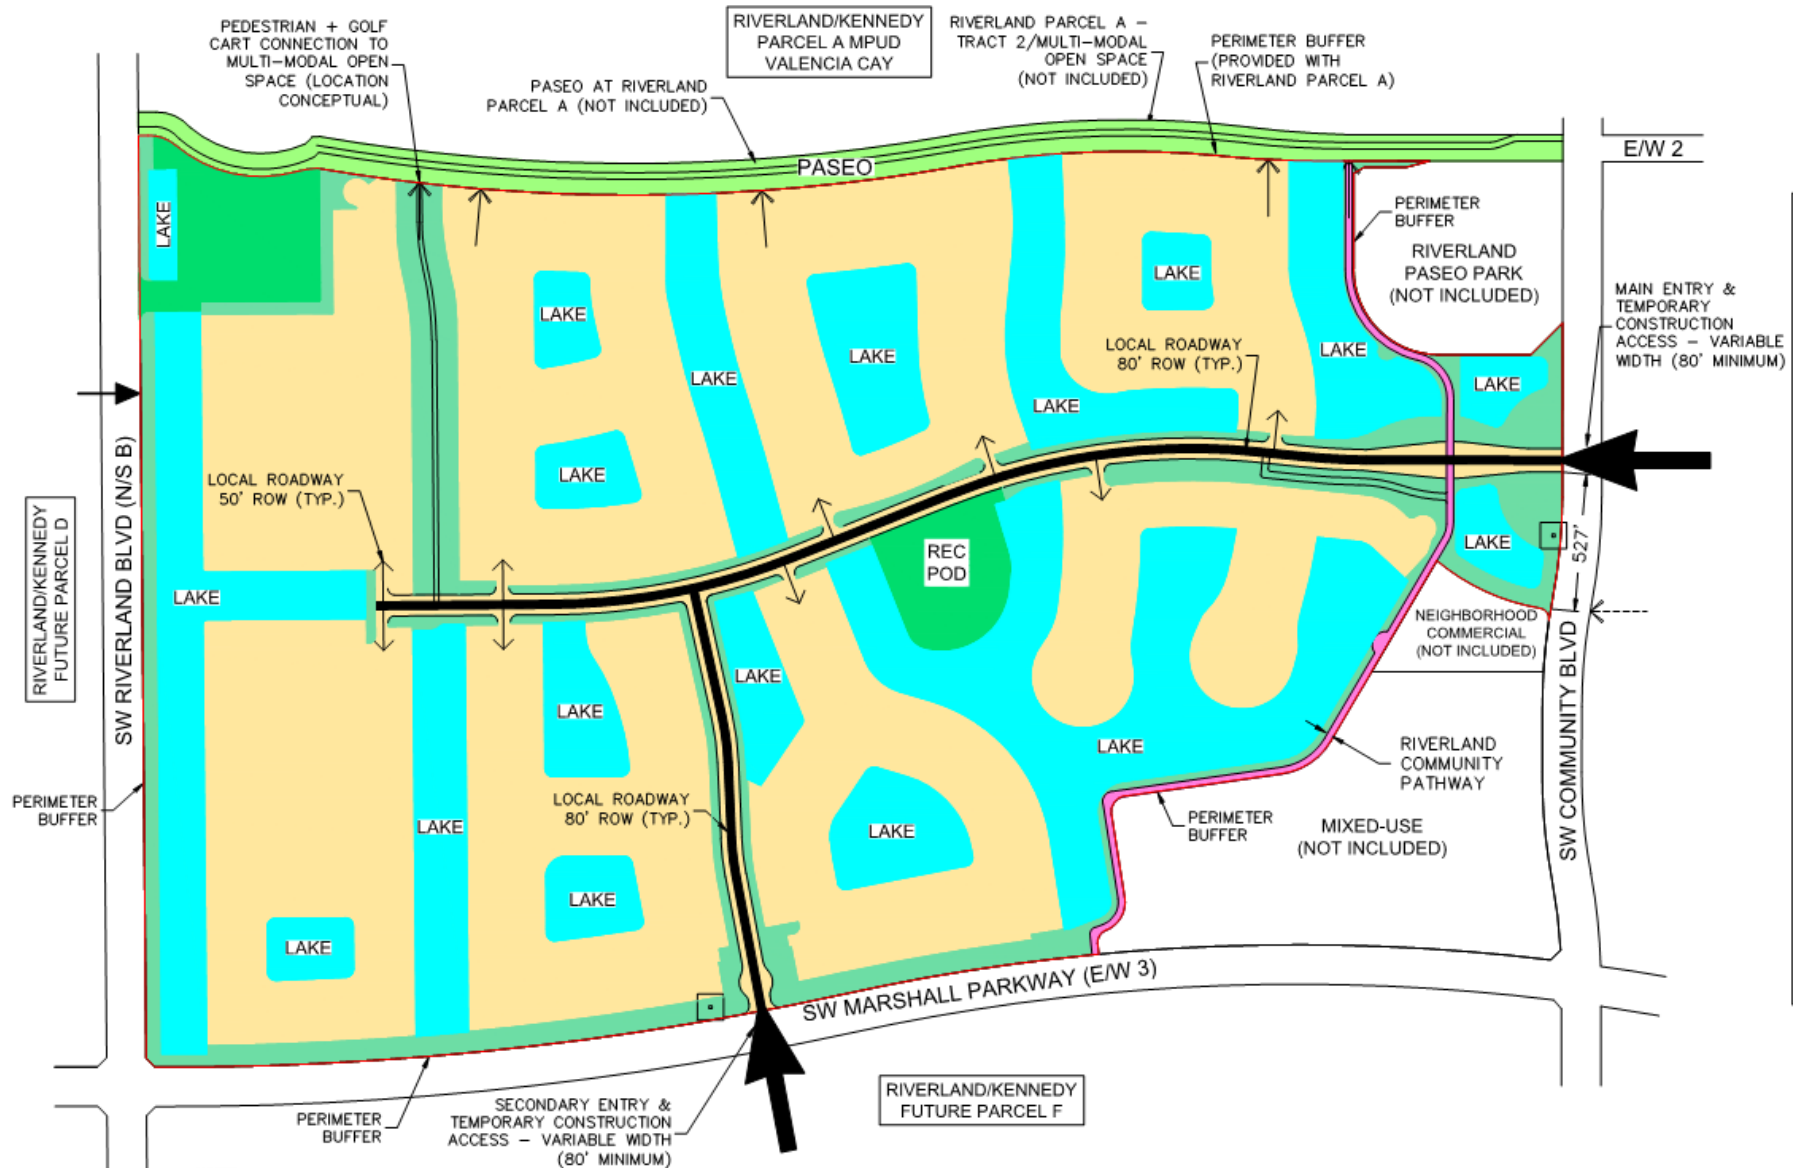 PEDESTRIAN + GOLF
CART CONNECTION TO
MULTI-MODAL OPEN
SPACE (LOCATION
CONCEPTUAL)
RIVERLAND/KENNEDY
PARCEL A MPUD
VALENCIA CAY
RIVERLAND PARCEL A –
TRACT 2/MULTI-MODAL
OPEN SPACE
(NOT INCLUDED)
PERIMETER BUFFER
(PROVIDED WITH
RIVERLAND PARCEL A)
PASEO AT RIVERLAND
PARCEL A (NOT INCLUDED)
E/W 2
PASEO
LAKE
PERIMETER
BUFFER
RIVERLAND
PASEO PARK
(NOT INCLUDED)
LAKE
LAKE
MAIN ENTRY &
TEMPORARY
CONSTRUCTION
ACCESS – VARIABLE
WIDTH (80' MINIMUM)
LOCAL ROADWAY
80' ROW (TYP.)
LAKE
LAKE
LAKE
LAKE
LAKE
SW RIVERLAND BLVD (N/S B)
LOCAL ROADWAY
50' ROW (TYP.)
LAKE
RIVERLAND/KENNEDY
FUTURE PARCEL D
REC
POD
LAKE
527'
LAKE
NEIGHBORHOOD
COMMERCIAL
(NOT INCLUDED)
LAKE
LAKE
LAKE
RIVERLAND
COMMUNITY
PATHWAY
SW COMMUNITY BLVD
PERIMETER
BUFFER
LOCAL ROADWAY
80' ROW (TYP.)
LAKE
LAKE
PERIMETER
BUFFER
MIXED-USE
(NOT INCLUDED)
LAKE
LAKE
SW MARSHALL PARKWAY (E/W 3)
RIVERLAND/KENNEDY
FUTURE PARCEL F
PERIMETER
BUFFER
SECONDARY ENTRY &
TEMPORARY CONSTRUCTION
ACCESS – VARIABLE WIDTH
(80' MINIMUM)